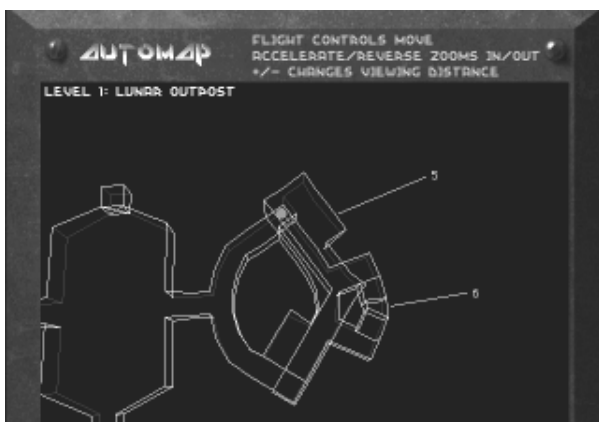 AUTOMAP
FLIGHT CONTROLS MOVE
ACCELERATE/REVERSE ZOOMS IN/OUT
+/- CHANGES VIEWING DISTANCE
LEVEL 1: LUNAR OUTPOST
5
6